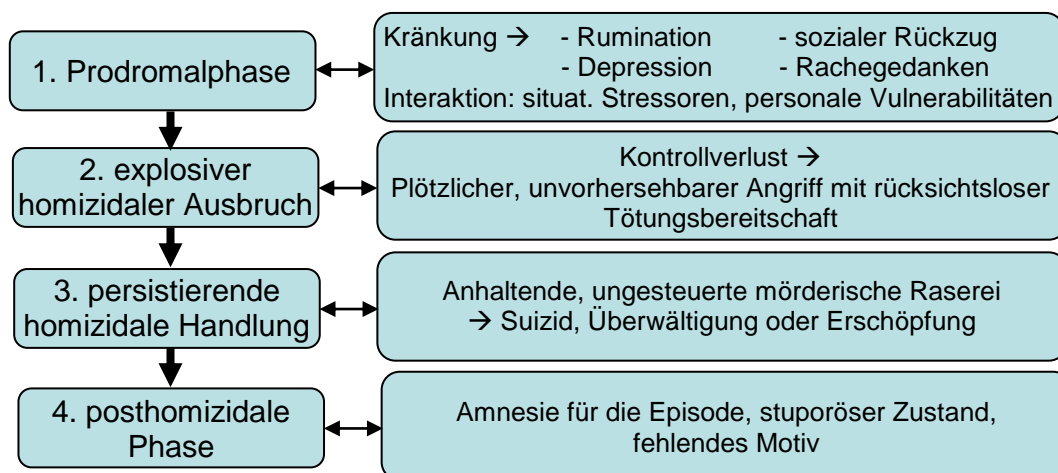 1. Prodromalphase
Kränkung → - Rumination - sozialer Rückzug
- Depression - Rachegedanken
Interaktion: situat. Stressoren, personale Vulnerabilitäten
2. explosiver
homizidaler Ausbruch
Kontrollverlust →
Plötzlicher, unvorhersehbarer Angriff mit rücksichtsloser
Tötungsbereitschaft
3. persistierende
homizidale Handlung
Anhaltende, ungesteuerte mörderische Raserei
→ Suizid, Überwältigung oder Erschöpfung
4. posthomizidale
Phase
Amnesie für die Episode, stuporöser Zustand,
fehlendes Motiv